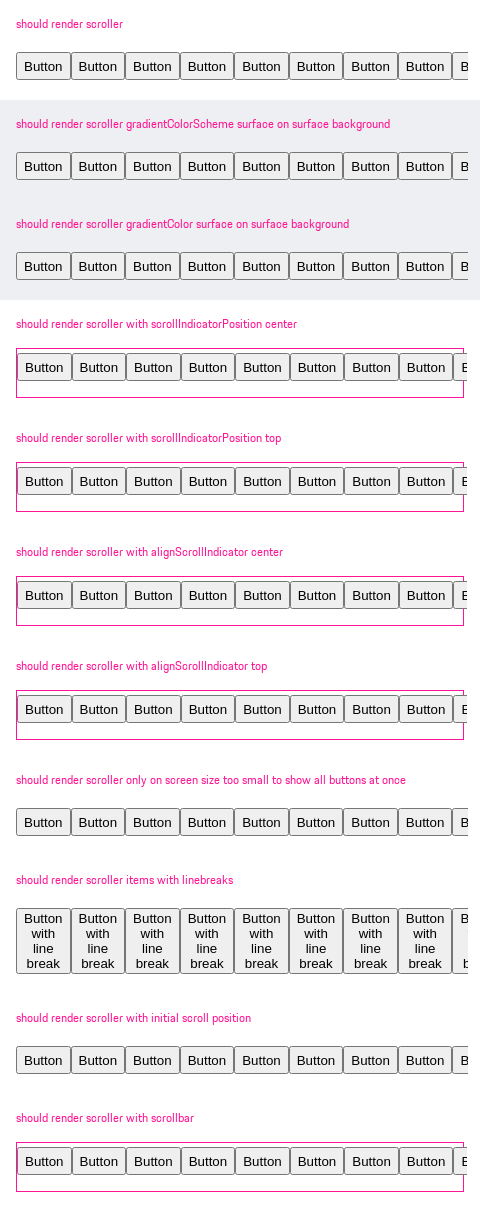 should render scroller
Button Button Button Button Button Button Button Button B
should render scroller gradientColorScheme surface on surface background
Button Button Button Button Button Button Button Button B
should render scroller gradientColor surface on surface background
Button Button Button Button Button Button Button Button B
should render scroller with scrollIndicatorPosition center
Button Button Button Button Button Button Button Button B
should render scroller with scrollIndicatorPosition top
Button Button Button Button Button Button Button Button B
should render scroller with alignScrollIndicator center
Button Button Button Button Button Button Button Button B
should render scroller with alignScrollIndicator top
Button Button Button Button Button Button Button Button B
should render scroller only on screen size too small to show all buttons at once
Button Button Button Button Button Button Button Button B
should render scroller items with linebreaks
Button Button Button Button Button Button Button Button B
with with with with with with with with
line line line line line line line line
break break break break break break break break b
should render scroller with initial scroll position
Button Button Button Button Button Button Button Button B
should render scroller with scrollbar
Button Button Button Button Button Button Button Button B